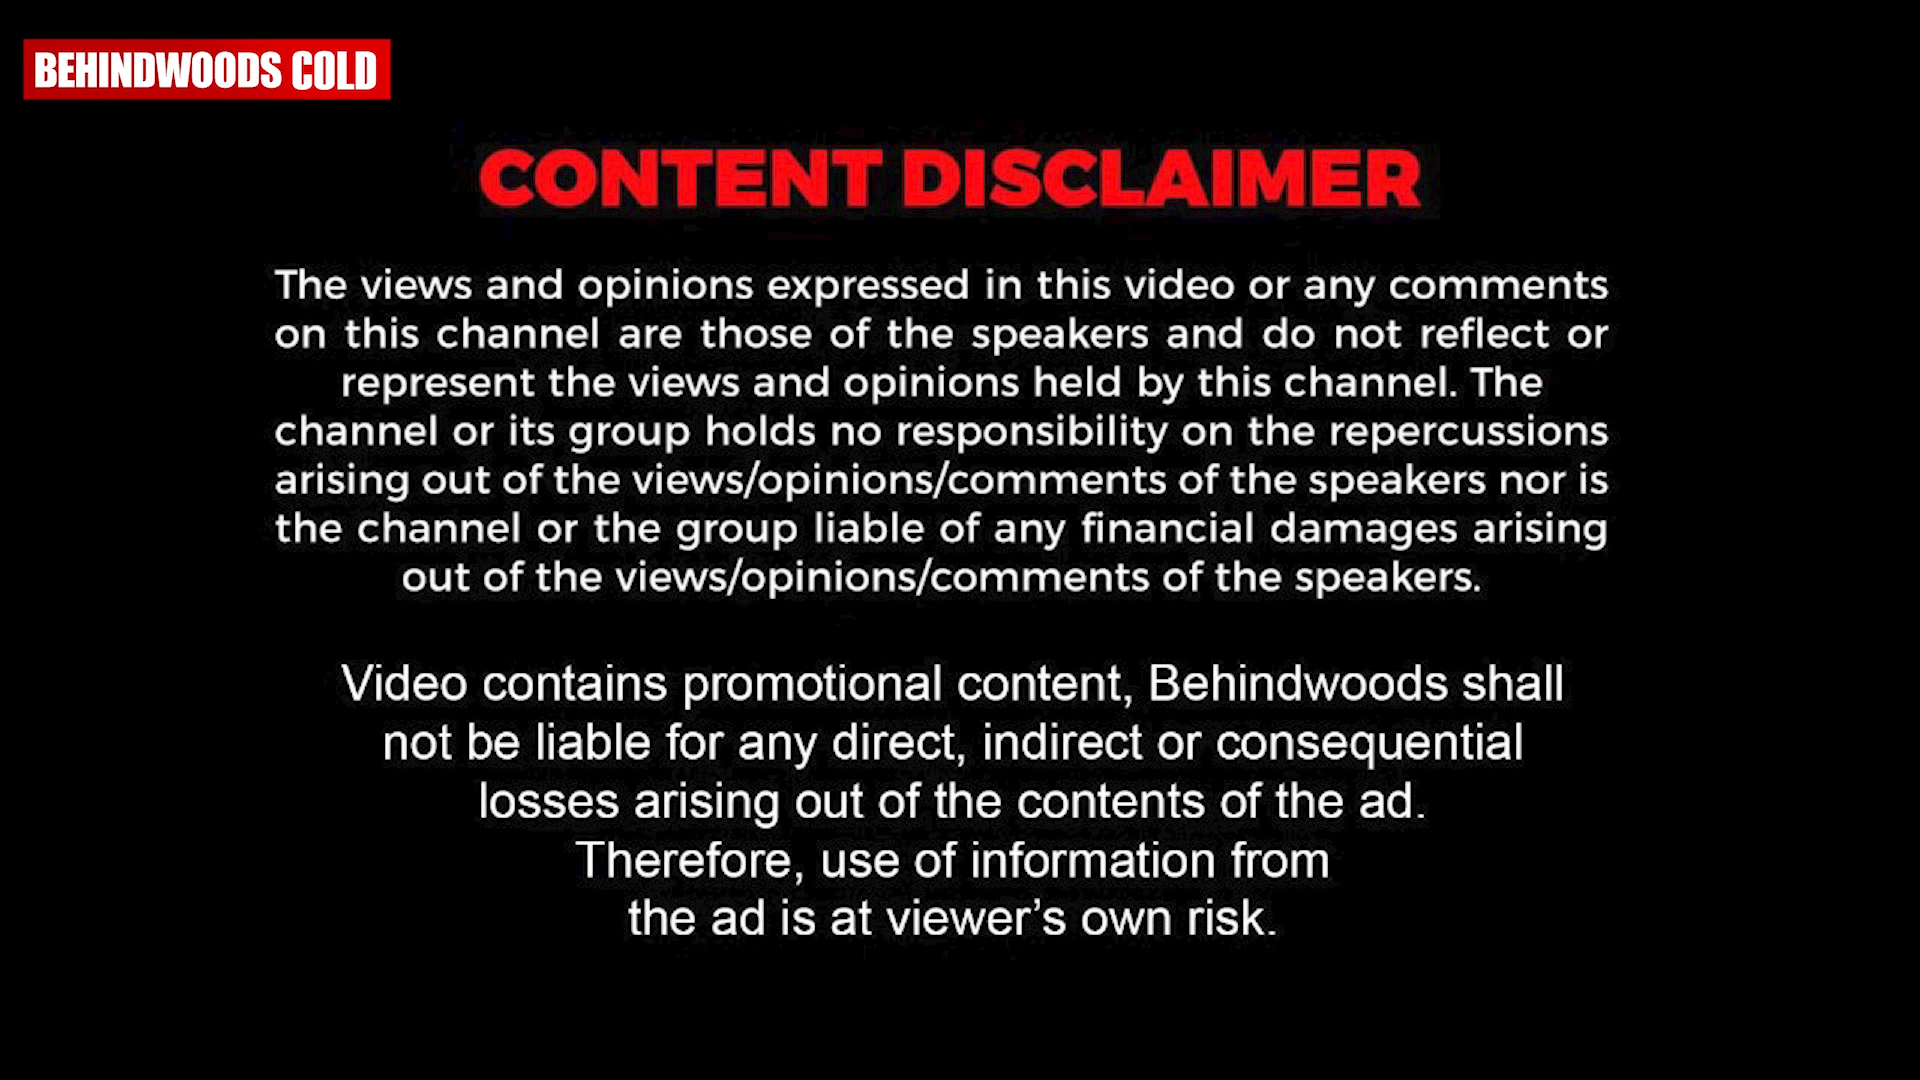 BEHINDWOODS COLD
CONTENT DISCLAIMER
The views and opinions expressed in this video or any comments
on this channel are those of the speakers and do not reflect or
represent the views and opinions held by this channel. The
channel or its group holds no responsibility on the repercussions
arising out of the views/opinions/comments of the speakers nor is
the channel or the group liable of any financial damages arising
out of the views/opinions/comments of the speakers.
Video contains promotional content, Behindwoods shall
not be liable for any direct, indirect or consequential
losses arising out of the contents of the ad.
Therefore, use of information from
the ad is at viewer’s own risk.